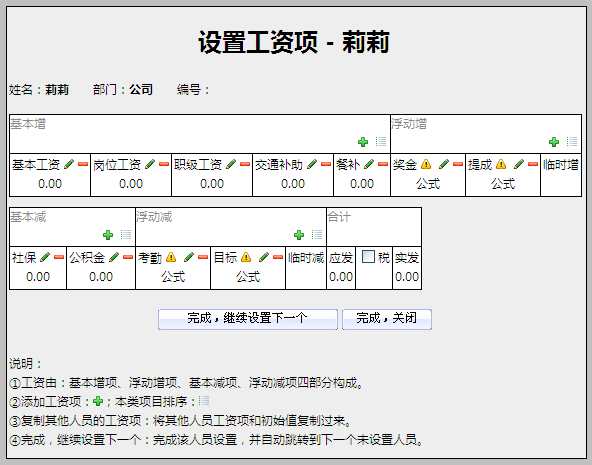 设置工资项 - 莉莉
姓名：莉莉 部门：公司 编号：
基本增 浮动增
基本工资 岗位工资 职级工资 交通补助 餐补 奖金 提成 临时增
0.00 0.00 0.00 0.00 0.00 公式 公式
基本减 浮动减 合计
社保 公积金 考勤 目标 临时减 应发 税 实发
0.00 0.00 公式 公式 0.00 0.00
完成，继续设置下一个 完成，关闭
说明：
①工资由：基本增项、浮动增项、基本减项、浮动减项四部分构成。
②添加工资项：；本类项目排序：
③复制其他人员的工资项：将其他人员工资项和初始值复制过来。
④完成，继续设置下一个：完成该人员设置，并自动跳转到下一个未设置人员。